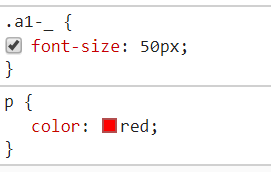 .a1-_ {
font-size: 50px;
}
p {
color: red;
}